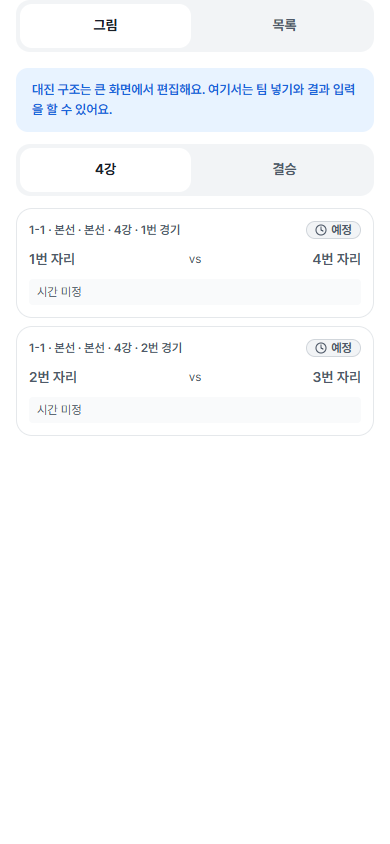 그림
목록
대진 구조는 큰 화면에서 편집해요. 여기서는 팀 넣기와 결과 입력
을 할 수 있어요.
4강
결승
1-1 · 본선 · 본선 · 4강 · 1번 경기
예정
1번 자리 vs 4번 자리
시간 미정
1-1 · 본선 · 본선 · 4강 · 2번 경기
예정
2번 자리 vs 3번 자리
시간 미정